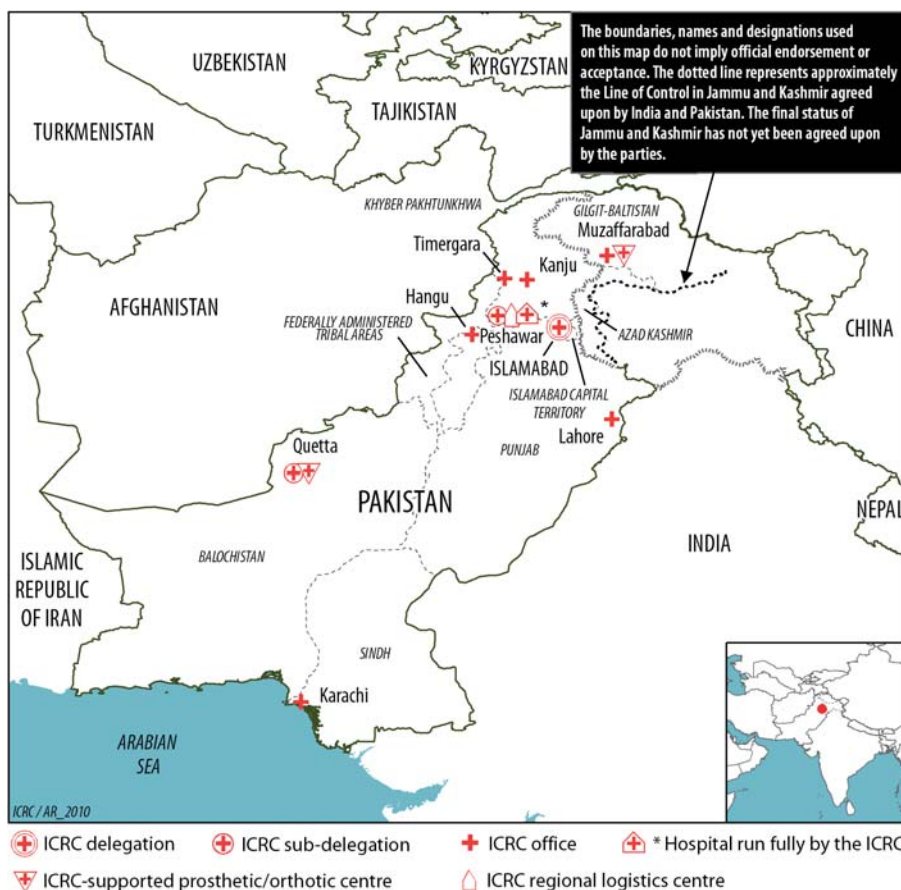 The boundaries, names and designations used
on this map do not imply official endorsement or
acceptance. The dotted line represents approximately
the Line of Control in Jammu and Kashmir agreed
upon by India and Pakistan. The final status of
Jammu and Kashmir has not yet been agreed upon
by the parties.
UZBEKISTAN
KYRGYZSTAN
TAJIKISTAN
TURKMENISTAN
KHYBER PAKHTUNKHWA
GILGIT-BALTISTAN
Muzaffarabad
Timergara
Kanju
AFGHANISTAN
Hangu
FEDERALLY ADMINISTERED
TRIBAL AREAS
*
Peshawar
ISLAMABAD
AZAD KASHMIR
CHINA
ISLAMABAD CAPITAL
TERRITORY
Lahore
PUNJAB
Quetta
PAKISTAN
NEPAL
INDIA
BALOCHISTAN
ISLAMIC
REPUBLIC
OF IRAN
SINDH
Karachi
ARABIAN
SEA
ICRC / AR_2010
ICRC delegation
ICRC sub-delegation
ICRC office
* Hospital run fully by the ICRC
ICRC-supported prosthetic/orthotic centre
ICRC regional logistics centre